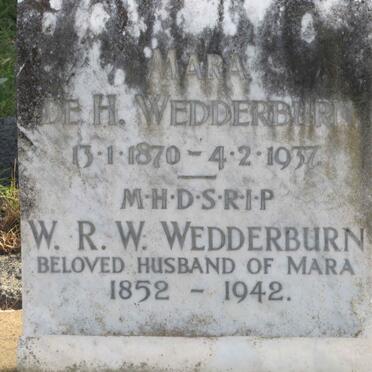 MARA
DE H. WEDDERBURN
13·1·1870 – 4·2·1937
M·H·D·S·R·I·P
W. R. W. WEDDERBURN
BELOVED HUSBAND OF MARA
1852 – 1942.